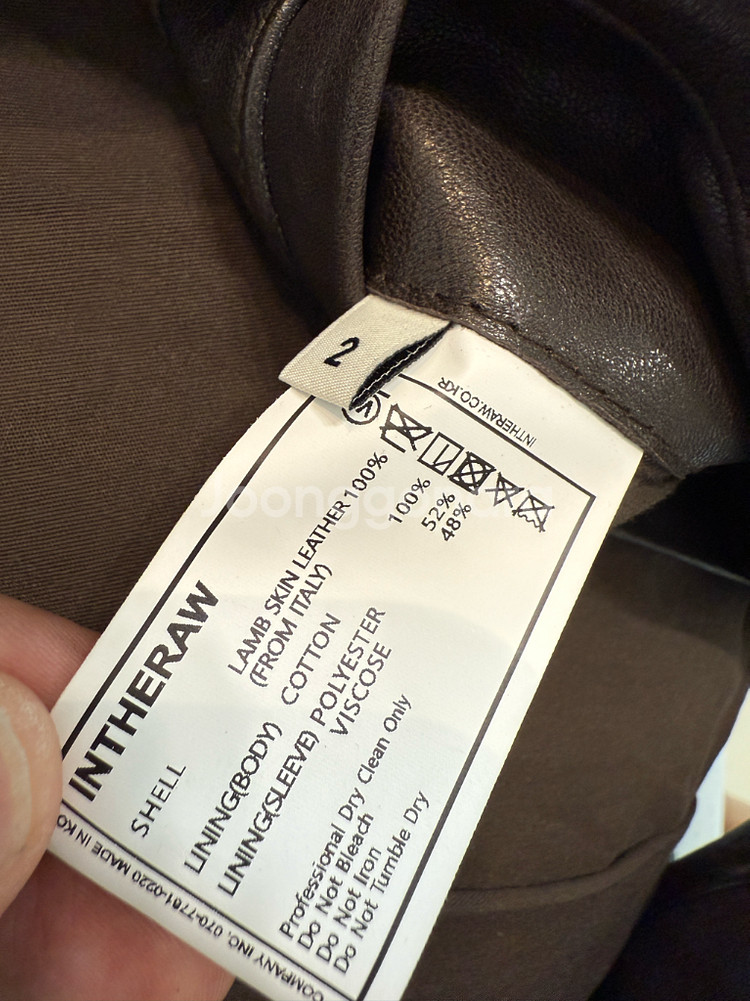 2
INTHERAW.CO.KR
INTHERAW
SHELL LAMB SKIN LEATHER 100%
(FROM ITALY)
LINING(BODY) COTTON 100%
LINING(SLEEVE) POLYESTER 52%
VISCOSE 48%
Professional Dry Clean Only
Do Not Bleach
Do Not Iron
Do Not Tumble Dry
COMPANY INC. 070-7761-0220 MADE IN KO